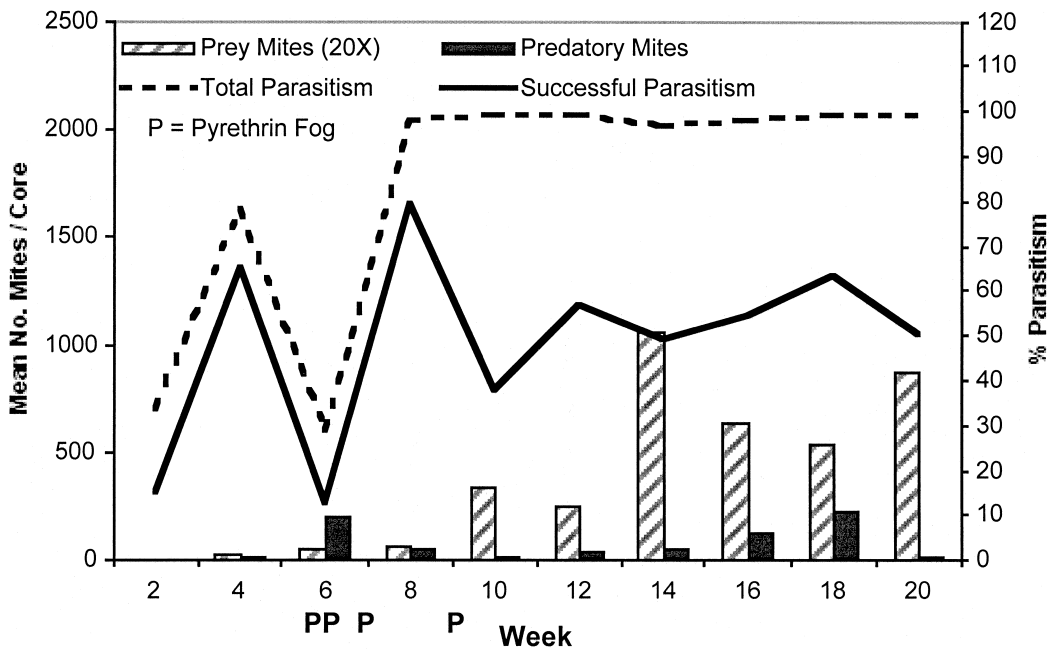 2500
2000
1500
1000
500
0
Mean No. Mites / Core
Prey Mites (20X) Predatory Mites
Total Parasitism Successful Parasitism
P = Pyrethrin Fog
120
110
100
90
80
70
60
50
40
30
20
10
0
% Parasitism
2 4 6 8 10 12 14 16 18 20
PP P P
Week